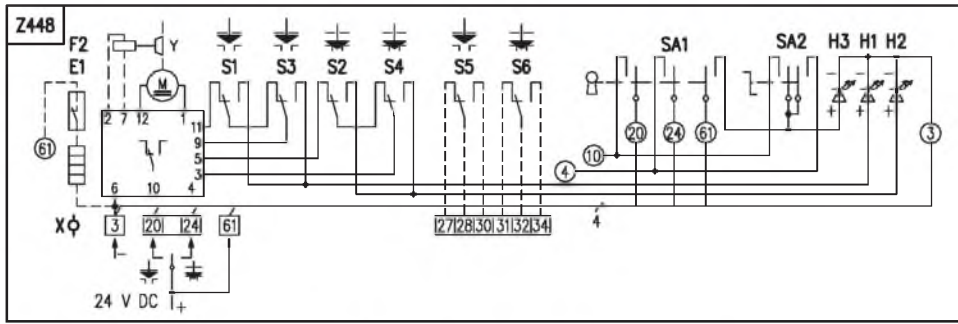 Z448
F2
E1
Y
M
S1 S3 S2 S4 S5 S6 SA1 SA2 H3 H1 H2
2 7 12 1
11
9
5
3
6 10 4
61
20 24 61
10
4
3
X
3 20 24 61
27 28 30 31 32 34
4
−
24 V DC
+
− − −
+ + +